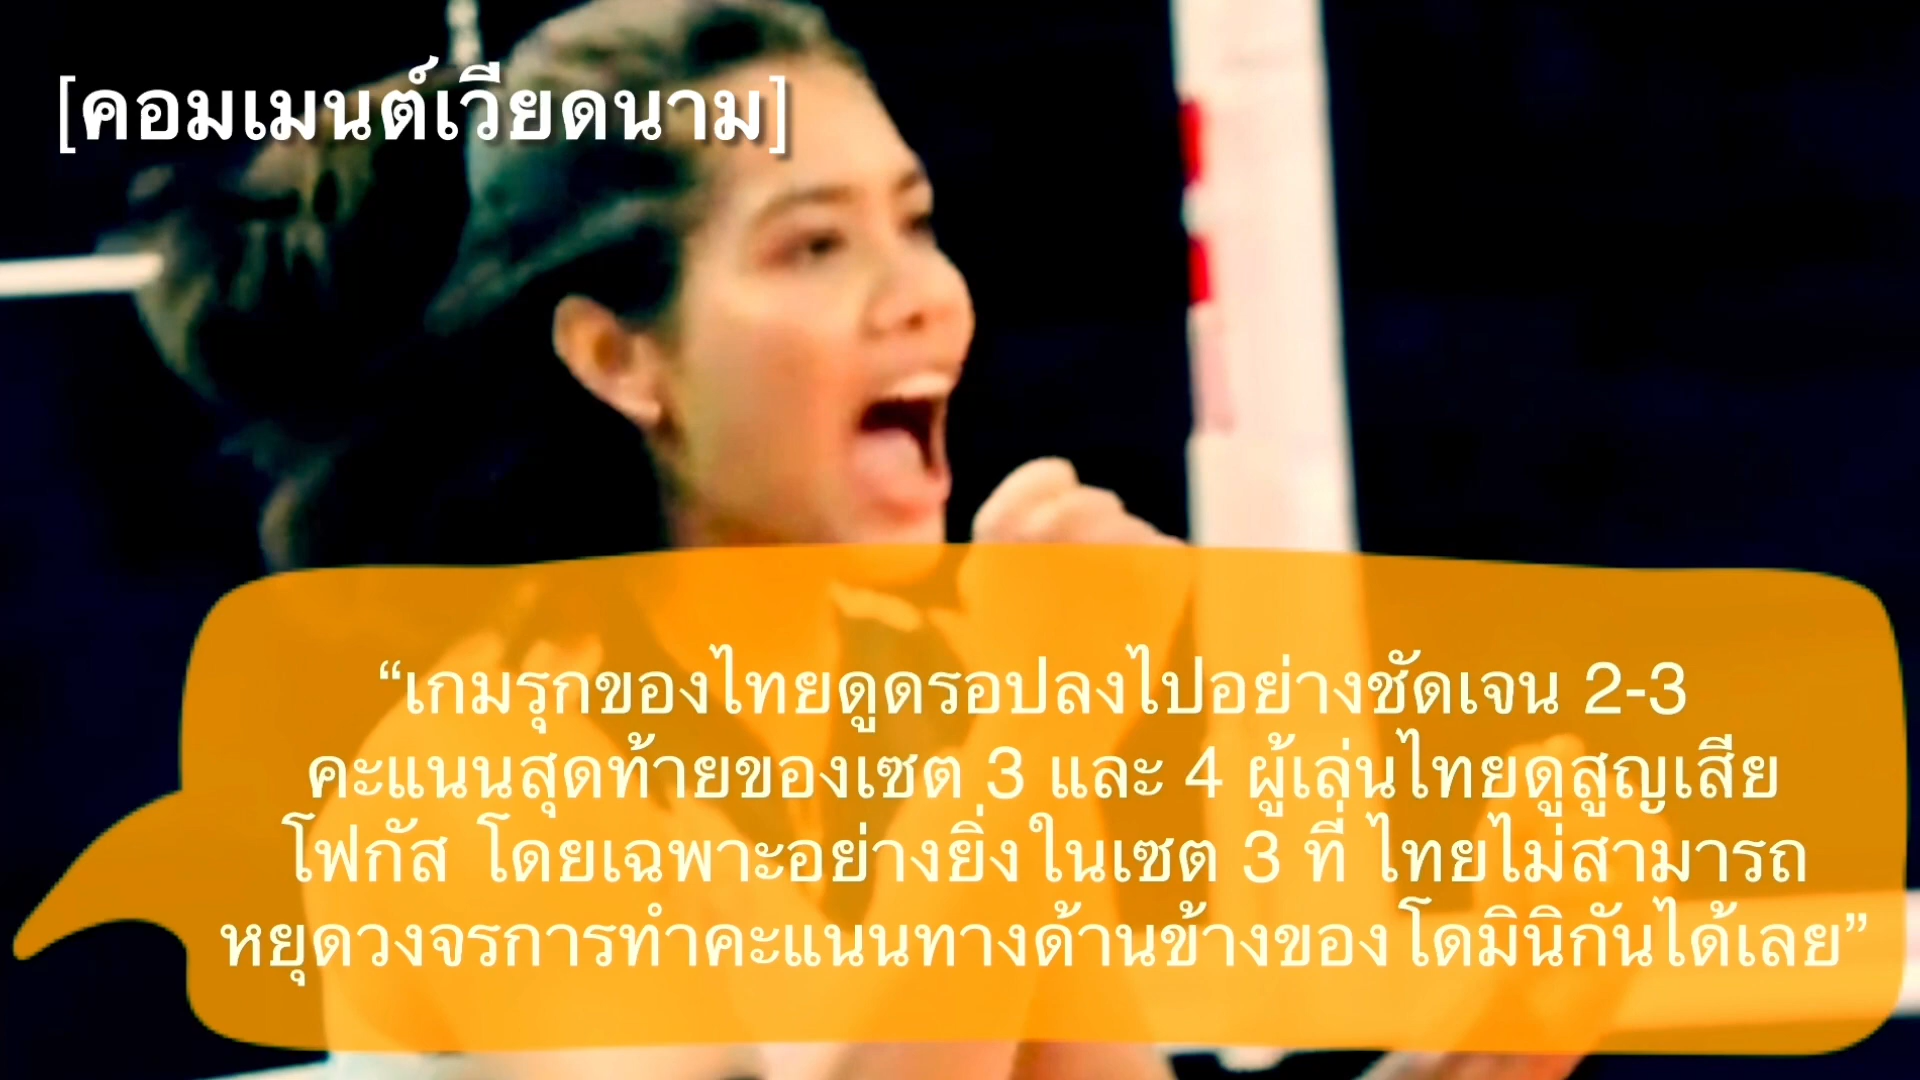 [คอมเมนต์เวียดนาม]
“เกมรุกของไทยดูดรอปลงไปอย่างชัดเจน 2-3
คะแนนสุดท้ายของเซต 3 และ 4 ผู้เล่นไทยดูสูญเสีย
โฟกัส โดยเฉพาะอย่างยิ่งในเซต 3 ที่ ไทยไม่สามารถ
หยุดวงจรการทำคะแนนทางด้านข้างของโดมินิกันได้เลย”